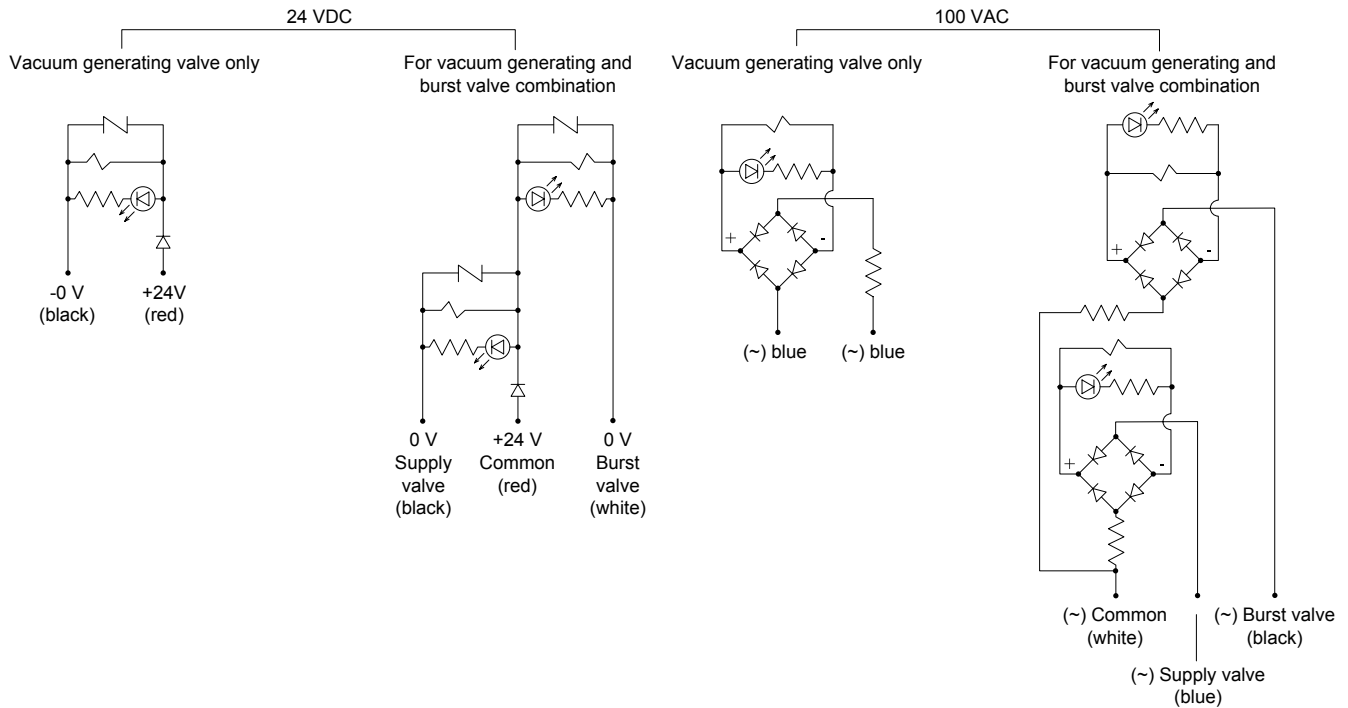 24 VDC
Vacuum generating valve only
For vacuum generating and
burst valve combination
-0 V
(black)
+24V
(red)
0 V
Supply
valve
(black)
+24 V
Common
(red)
0 V
Burst
valve
(white)
100 VAC
Vacuum generating valve only
For vacuum generating and
burst valve combination
+
-
(~) blue
(~) blue
+
-
+
-
(~) Common
(white)
(~) Burst valve
(black)
(~) Supply valve
(blue)